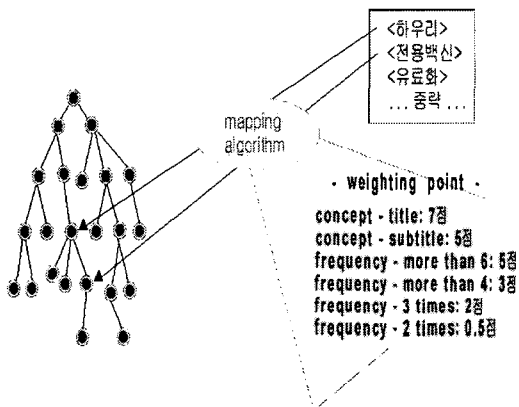 <하우리>
<전용백신>
<유료화>
... 중략 ...
mapping
algorithm
- weighting point -
concept - title: 7점
concept - subtitle: 5점
frequency - more than 6: 5점
frequency - more than 4: 3점
frequency - 3 times: 2점
frequency - 2 times: 0.5점